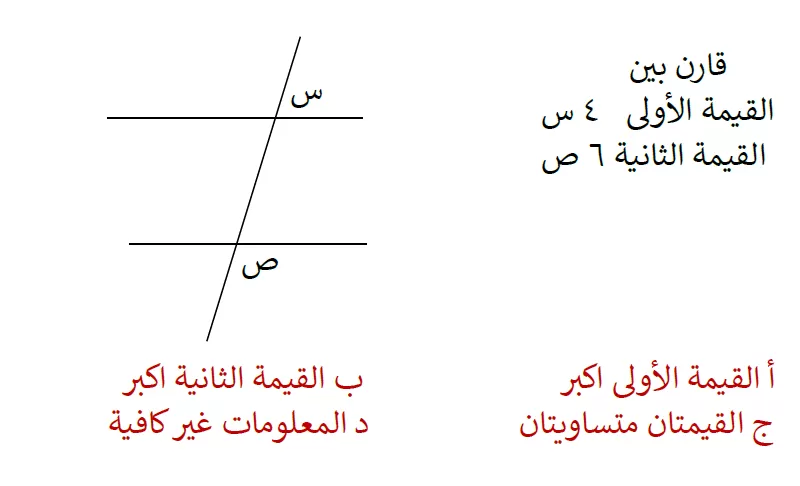 قارن بين
القيمة الأولى ٤ س
القيمة الثانية ٦ ص
س
ص
أ القيمة الأولى اكبر
ب القيمة الثانية اكبر
ج القيمتان متساويتان
د المعلومات غير كافية